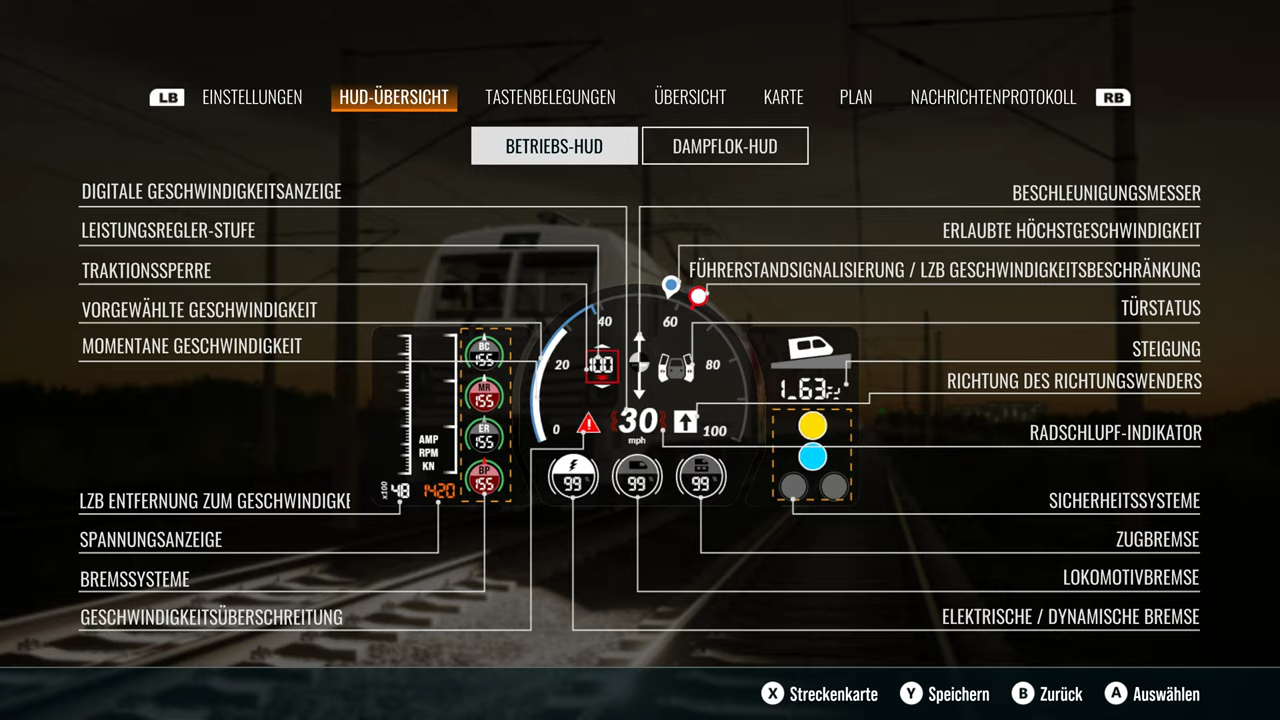 LB EINSTELLUNGEN HUD-ÜBERSICHT TASTENBELEGUNGEN ÜBERSICHT KARTE PLAN NACHRICHTENPROTOKOLL RB
BETRIEBS-HUD DAMPFLOK-HUD
DIGITALE GESCHWINDIGKEITSANZEIGE
LEISTUNGSREGLER-STUFE
TRAKTIONSSPERRE
VORGEWÄHLTE GESCHWINDIGKEIT
MOMENTANE GESCHWINDIGKEIT
LZB ENTFERNUNG ZUM GESCHWINDIGKE
SPANNUNGSANZEIGE
BREMSSYSTEME
GESCHWINDIGKEITSÜBERSCHREITUNG
AMP
RPM
KN
x100 48 1420
BC
155
MR
155
ER
155
BP
155
0 20 40 60 80 100
100
30
mph
99 99 99
1.63%
BESCHLEUNIGUNGSMESSER
ERLAUBTE HÖCHSTGESCHWINDIGKEIT
FÜHRERSTANDSIGNALISIERUNG / LZB GESCHWINDIGKEITSBESCHRÄNKUNG
TÜRSTATUS
STEIGUNG
RICHTUNG DES RICHTUNGSWENDERS
RADSCHLUPF-INDIKATOR
SICHERHEITSSYSTEME
ZUGBREMSE
LOKOMOTIVBREMSE
ELEKTRISCHE / DYNAMISCHE BREMSE
X Streckenkarte Y Speichern B Zurück A Auswählen